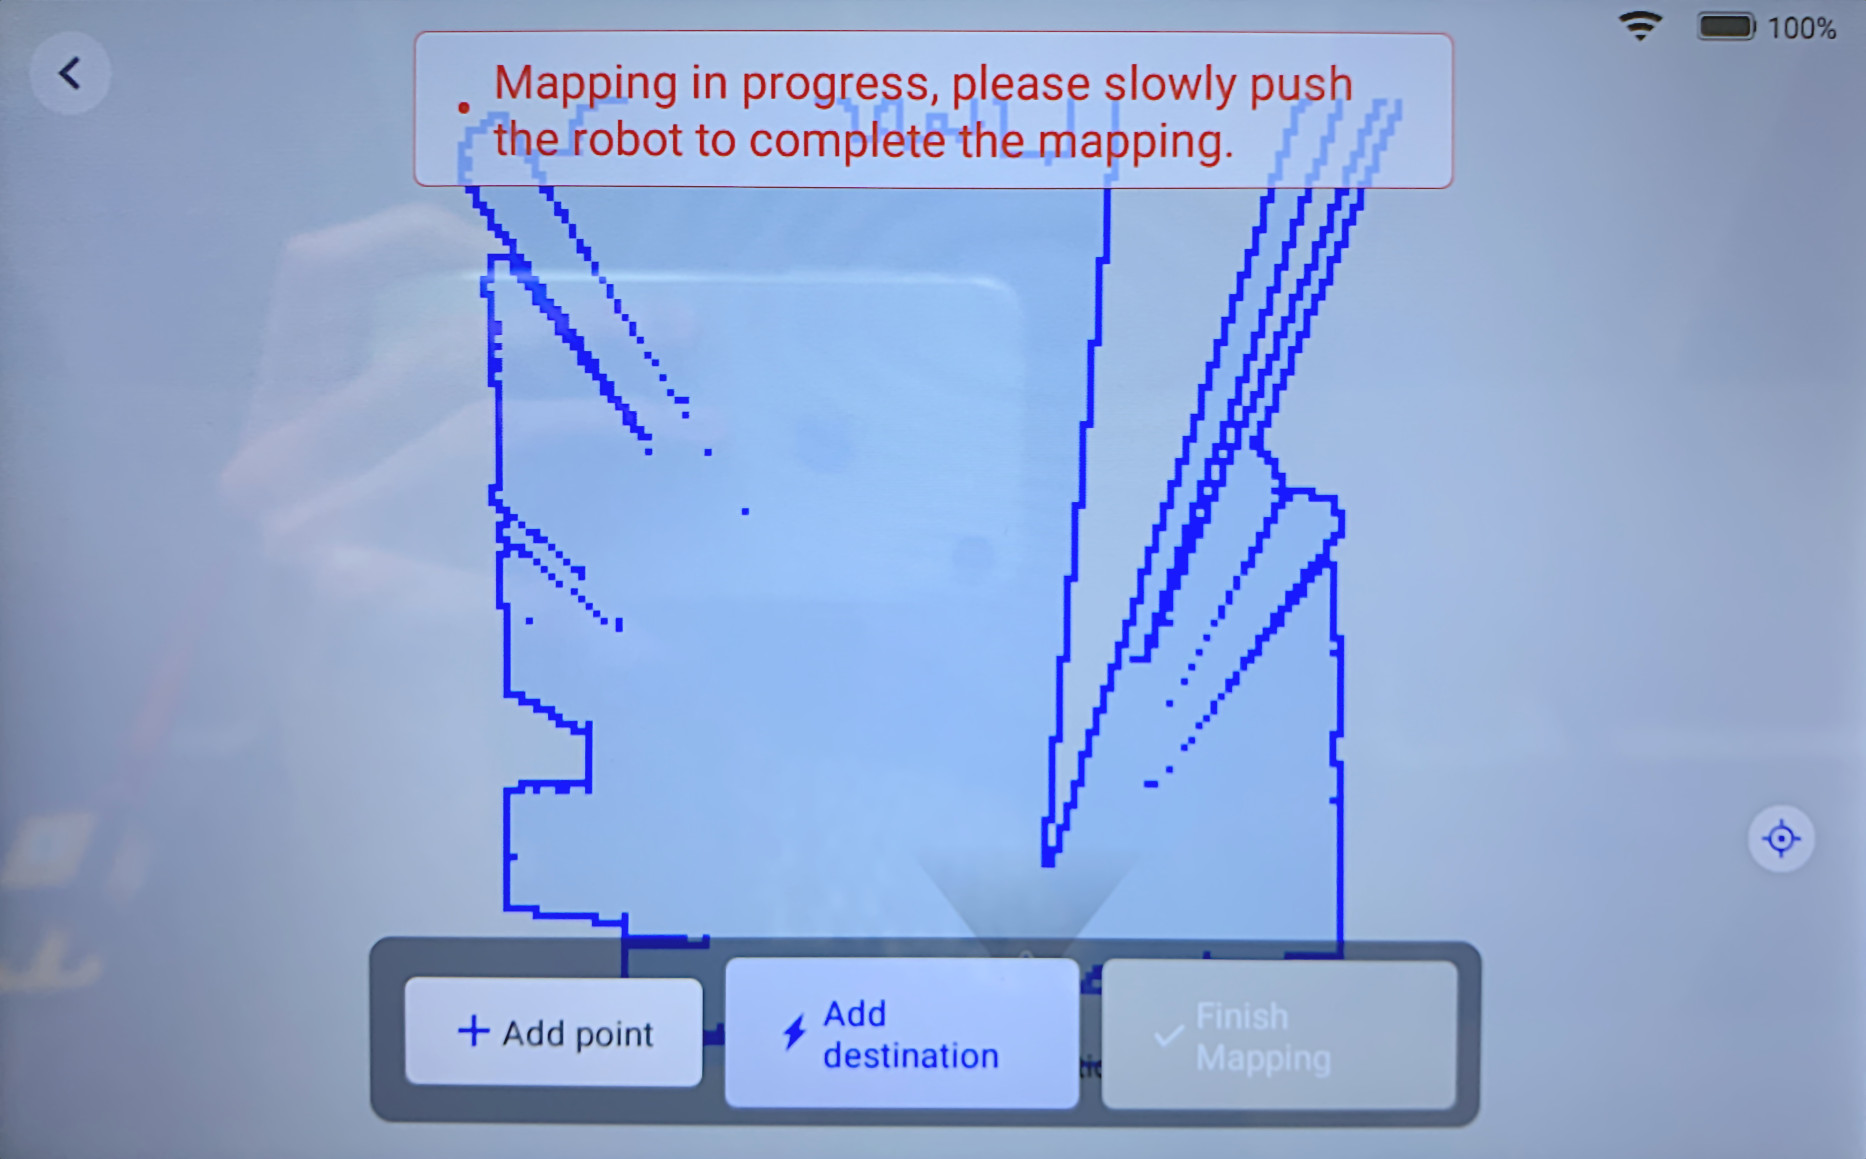 100%
Mapping in progress, please slowly push
the robot to complete the mapping.
+ Add point
Add
destination
Finish
Mapping